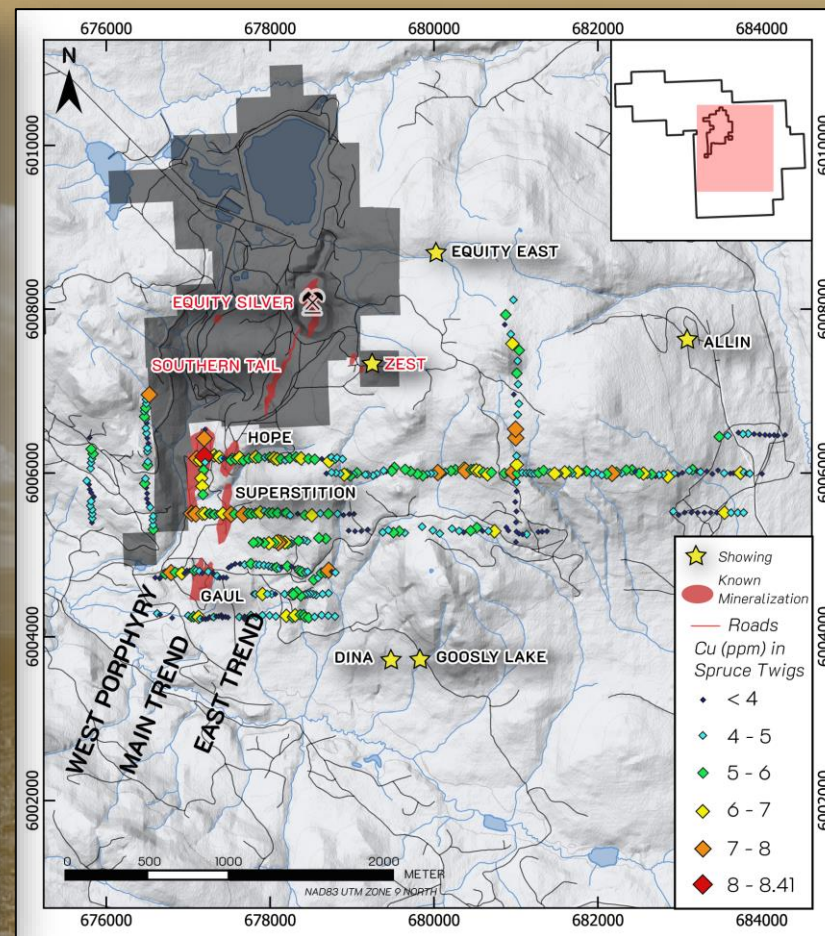 676000 678000 680000 682000 684000
N
6010000 6010000
EQUITY EAST
6008000 6008000
EQUITY SILVER
ALLIN
SOUTHERN TAIL
ZEST
HOPE
6006000 6006000
SUPERSTITION
GAUL
6004000
DINA
GOOSLY LAKE
WEST PORPHYRY
MAIN TREND
EAST TREND
6002000 6002000
0 500 1000 2000
METER
NAD83 UTM ZONE 9 NORTH
676000 678000 680000 682000 684000
Showing
Known
Mineralization
Roads
Cu (ppm) in
Spruce Twigs
< 4
4 - 5
5 - 6
6 - 7
7 - 8
8 - 8.41
6004000